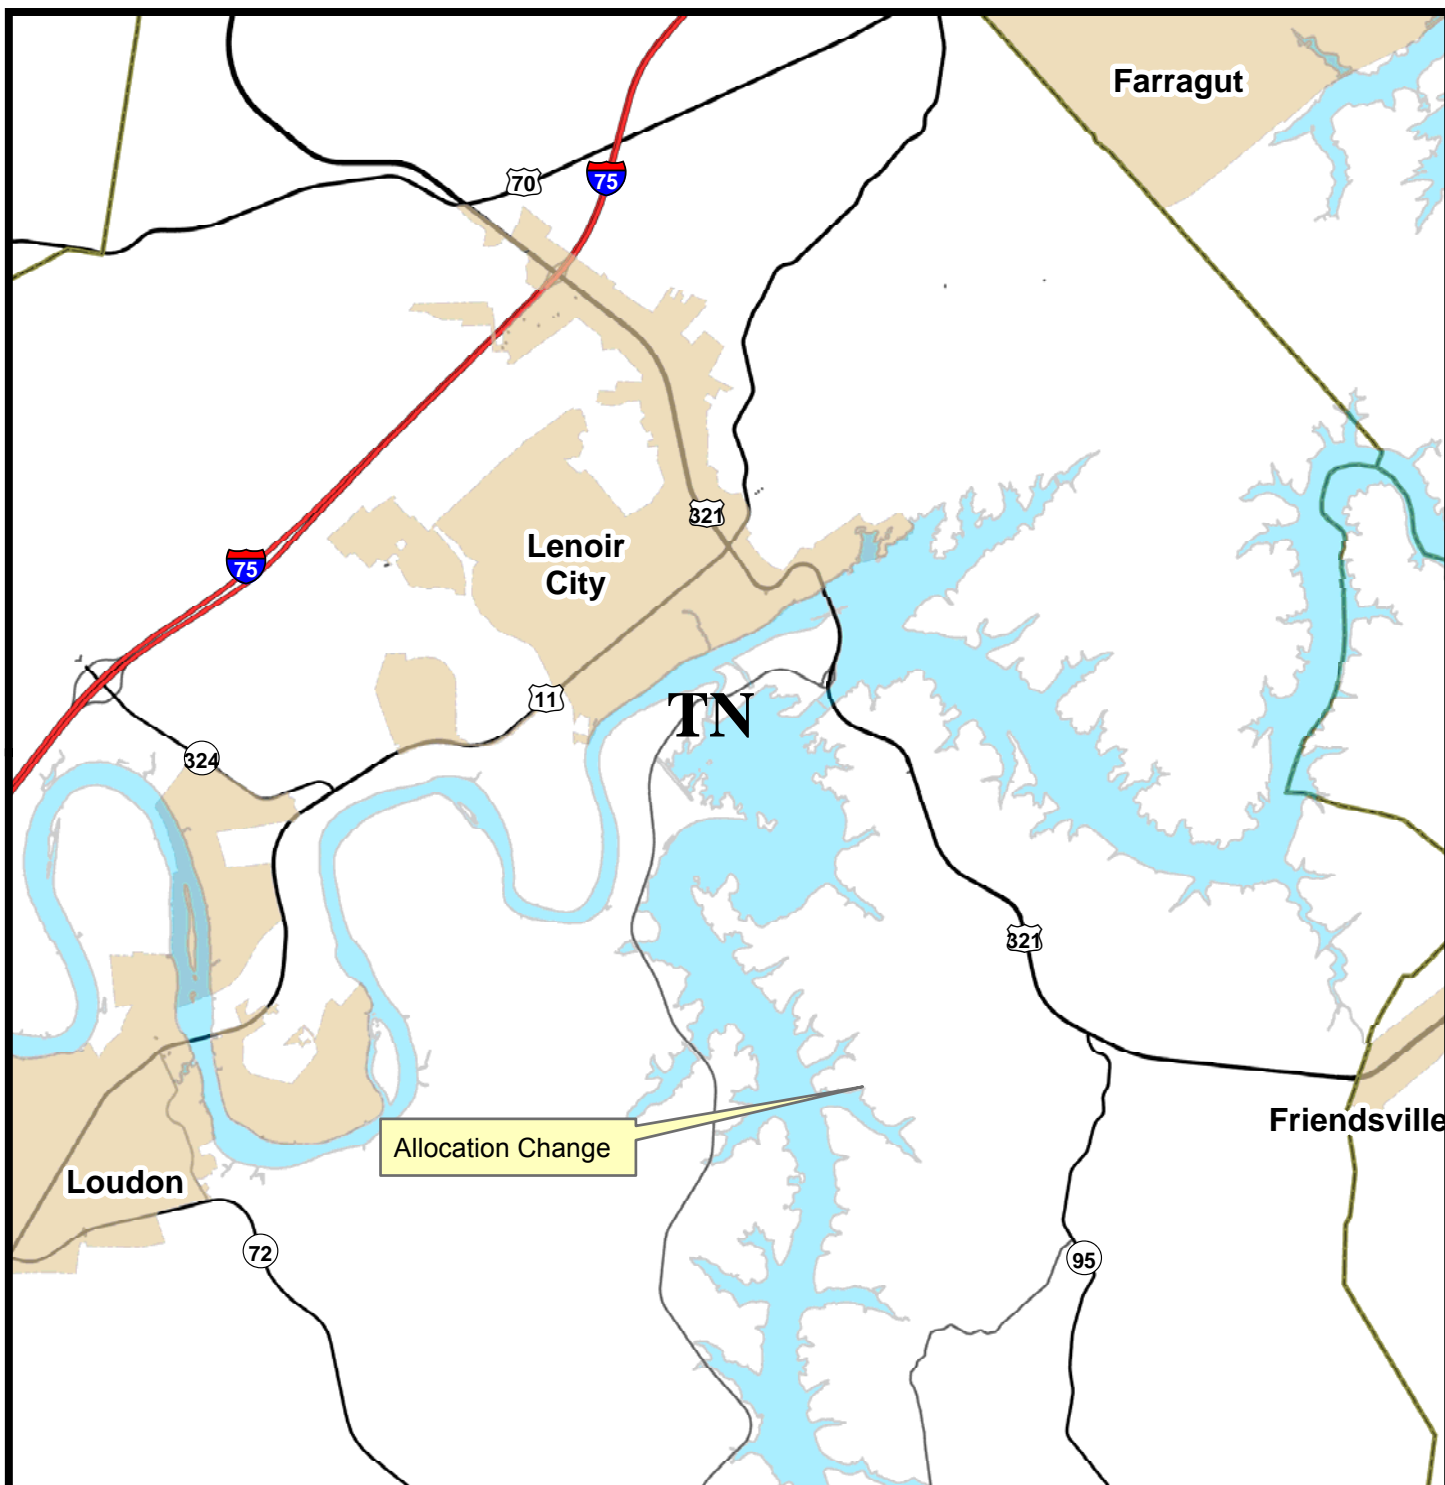 Farragut
70
75
321
Lenoir
City
75
11
TN
324
321
Friendsville
Allocation Change
Loudon
72
95